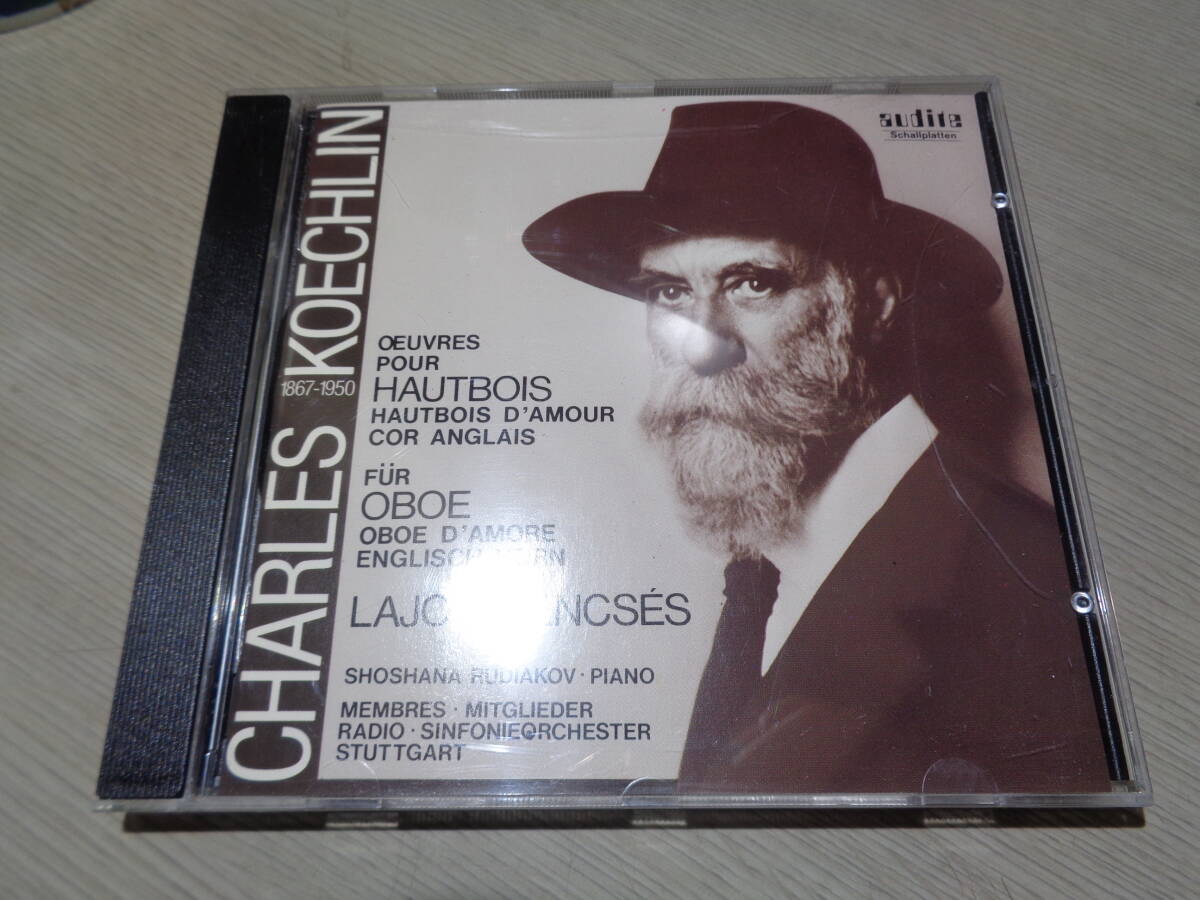 CHARLES KOECHLIN
1867-1950
audite
Schallplatten
ŒUVRES
POUR
HAUTBOIS
HAUTBOIS D'AMOUR
COR ANGLAIS
FÜR
OBOE
OBOE D'AMORE
SHOSHANA RUDIAKOV · PIANO
MEMBRES · MITGLIEDER
RADIO · SINFONIEORCHESTER
STUTTGART